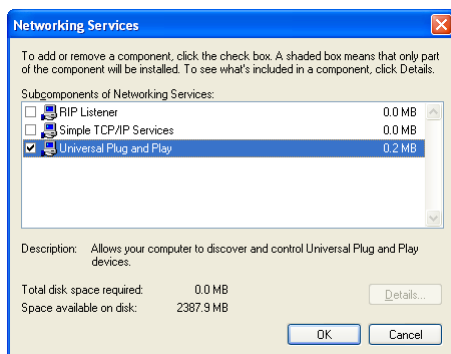 Networking Services
To add or remove a component, click the check box. A shaded box means that only part
of the component will be installed. To see what's included in a component, click Details.
Subcomponents of Networking Services:
RIP Listener 0.0 MB
Simple TCP/IP Services 0.0 MB
Universal Plug and Play 0.2 MB
Description: Allows your computer to discover and control Universal Plug and Play
devices.
Total disk space required: 0.0 MB
Details...
Space available on disk: 2387.9 MB
OK Cancel